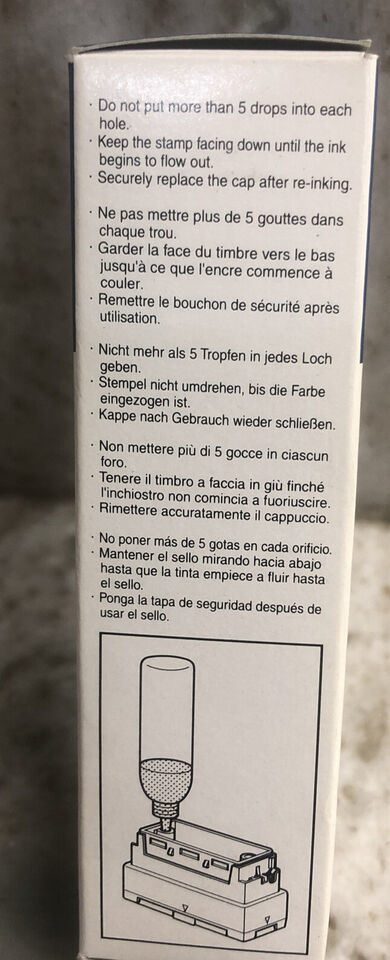 · Do not put more than 5 drops into each
hole.
· Keep the stamp facing down until the ink
begins to flow out.
· Securely replace the cap after re-inking.
· Ne pas mettre plus de 5 gouttes dans
chaque trou.
· Garder la face du timbre vers le bas
jusqu'à ce que l'encre commence à
couler.
· Remettre le bouchon de sécurité après
utilisation.
· Nicht mehr als 5 Tropfen in jedes Loch
geben.
· Stempel nicht umdrehen, bis die Farbe
eingezogen ist.
· Kappe nach Gebrauch wieder schließen.
· Non mettere più di 5 gocce in ciascun
foro.
· Tenere il timbro a faccia in giù finché
l'inchiostro non comincia a fuoriuscire.
· Rimettere accuratamente il cappuccio.
· No poner más de 5 gotas en cada orificio.
· Mantener el sello mirando hacia abajo
hasta que la tinta empiece a fluir hasta
el sello.
· Ponga la tapa de seguridad después de
usar el sello.